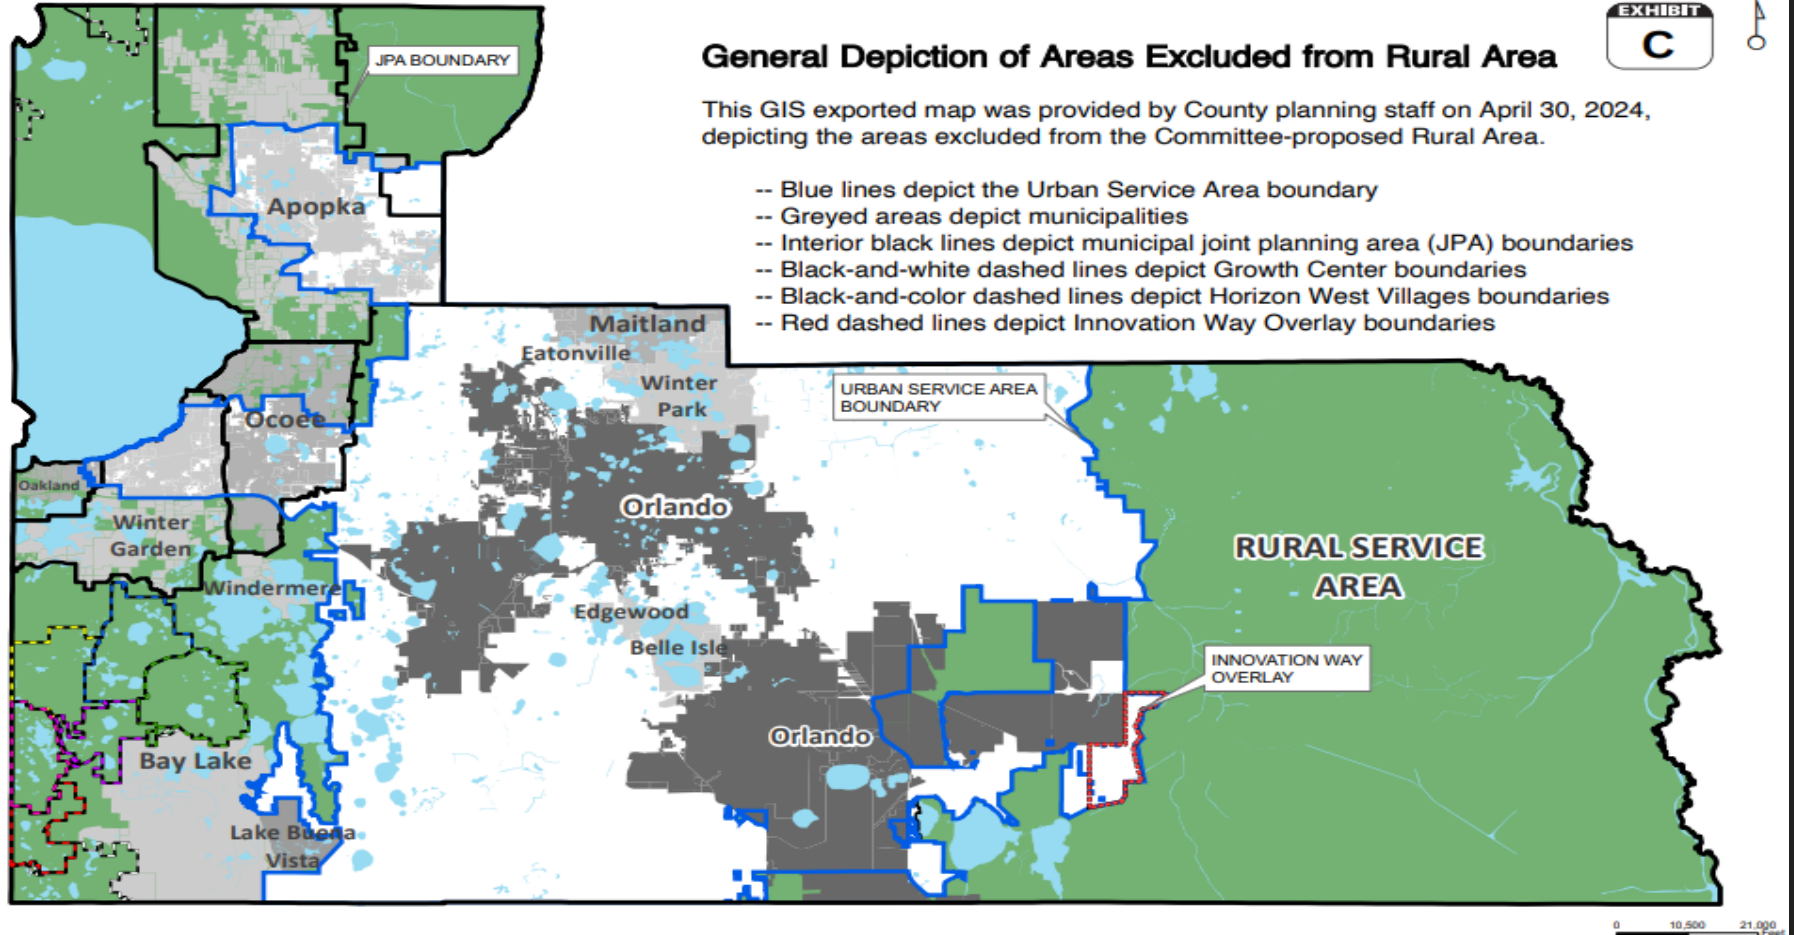 EXHIBIT
C
General Depiction of Areas Excluded from Rural Area
This GIS exported map was provided by County planning staff on April 30, 2024,
depicting the areas excluded from the Committee-proposed Rural Area.
-- Blue lines depict the Urban Service Area boundary
-- Greyed areas depict municipalities
-- Interior black lines depict municipal joint planning area (JPA) boundaries
-- Black-and-white dashed lines depict Growth Center boundaries
-- Black-and-color dashed lines depict Horizon West Villages boundaries
-- Red dashed lines depict Innovation Way Overlay boundaries
JPA BOUNDARY
Apopka
Maitland
Eatonville
Winter
Park
URBAN SERVICE AREA
BOUNDARY
Ocoee
Oakland
Orlando
Winter
Garden
RURAL SERVICE
AREA
Windermere
Edgewood
Belle Isle
INNOVATION WAY
OVERLAY
Orlando
Bay Lake
Lake Buena
Vista
0 10,500 21,000
Feet